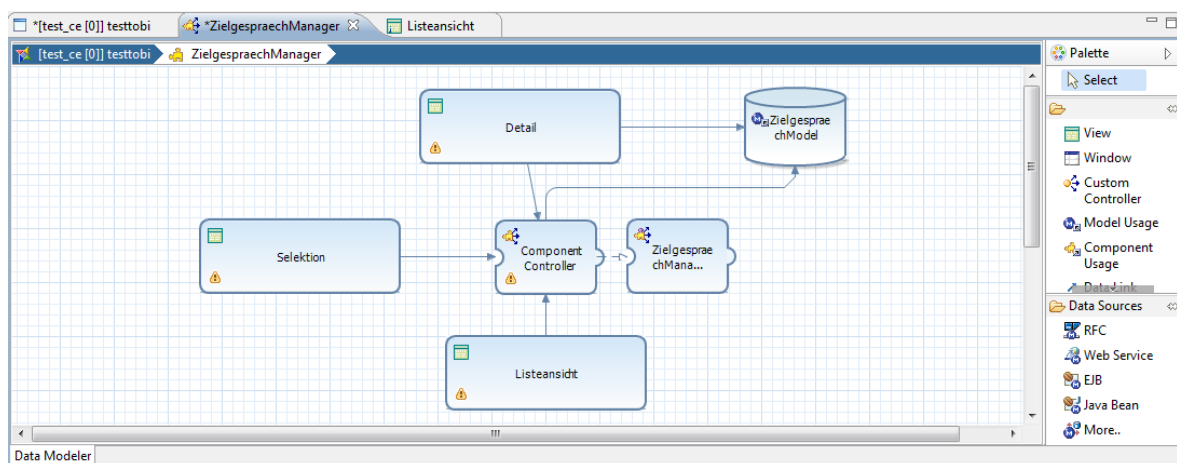 *[test_ce [0]] testtobi
*ZielgespraechManager
Listeansicht
[test_ce [0]] testtobi
ZielgespraechManager
Palette
Select
View
Window
Custom
Controller
Model Usage
Component
Usage
Data Link
Data Sources
RFC
Web Service
EJB
Java Bean
More..
Detail
Zielgesprae
chModel
Selektion
Component
Controller
Zielgesprae
chMana...
Listeansicht
Data Modeler